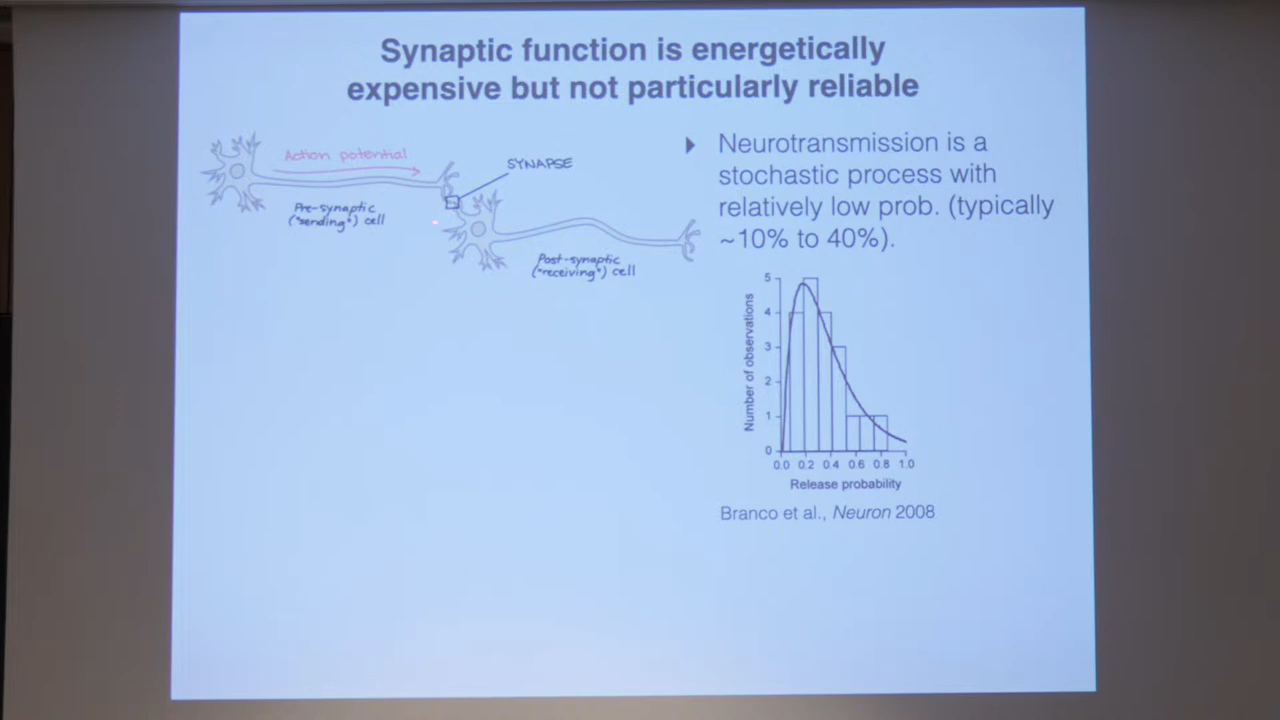 Synaptic function is energetically
expensive but not particularly reliable
Action potential
SYNAPSE
Pre-synaptic
("sending") cell
Post-synaptic
("receiving") cell
Neurotransmission is a
stochastic process with
relatively low prob. (typically
~10% to 40%).
Number of observations
5
4
3
2
1
0
0.0 0.2 0.4 0.6 0.8 1.0
Release probability
Branco et al., Neuron 2008